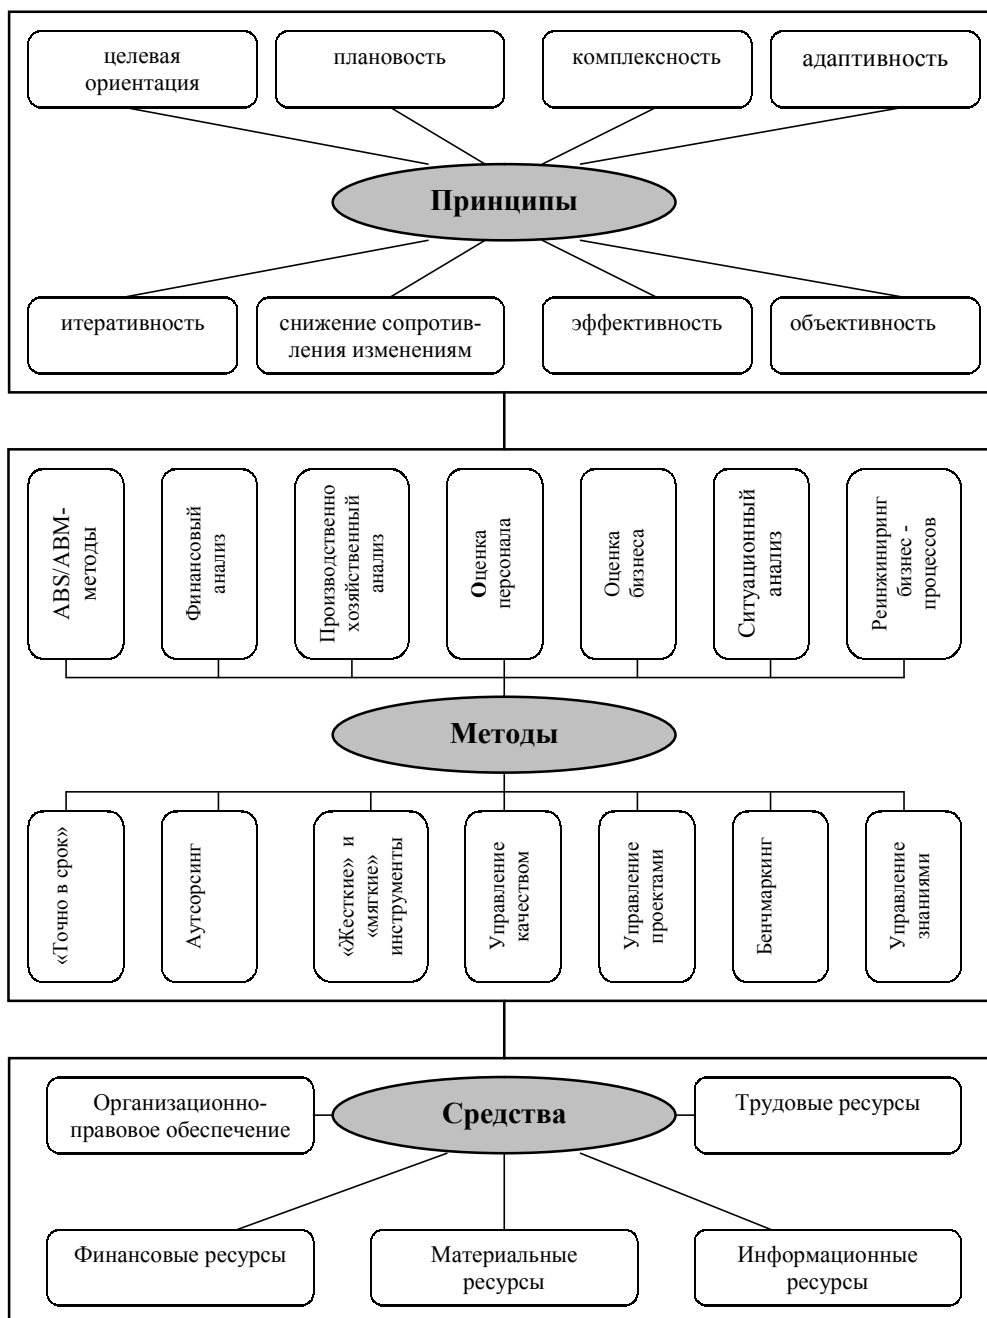 целевая
ориентация
плановость
комплексность
адаптивность
Принципы
итеративность
снижение сопротив-
ления изменениям
эффективность
объективность
ABS/ABM-
методы
Финансовый
анализ
Производственно
хозяйственный
анализ
Оценка
персонала
Оценка
бизнеса
Ситуационный
анализ
Реинжиниринг
бизнес -
процессов
Методы
«Точно в срок»
Аутсорсинг
«Жесткие» и
«мягкие»
инструменты
Управление
качеством
Управление
проектами
Бенчмаркинг
Управление
знаниями
Организационно-
правовое обеспечение
Средства
Трудовые ресурсы
Финансовые ресурсы
Материальные
ресурсы
Информационные
ресурсы